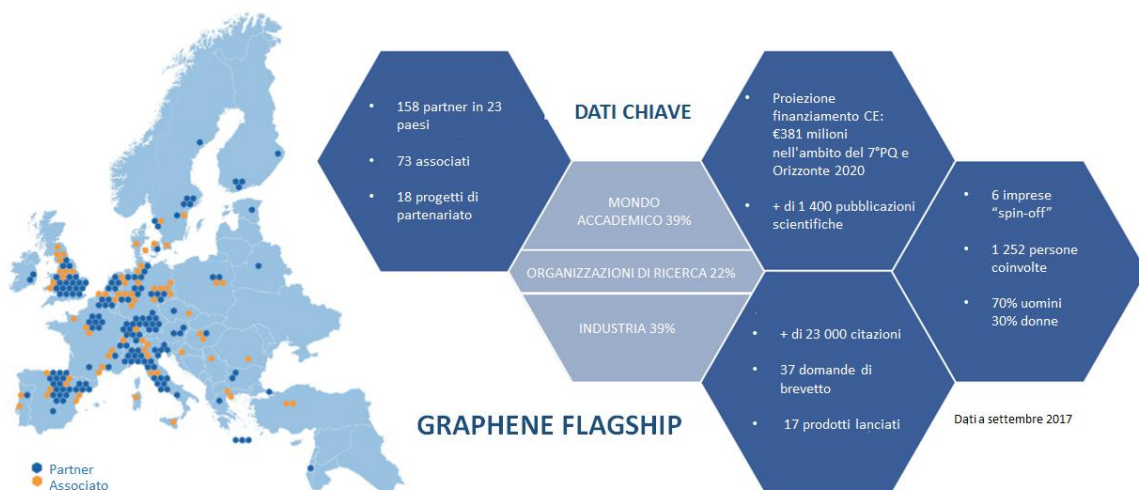 • 158 partner in 23
paesi
• 73 associati
• 18 progetti di
partenariato
DATI CHIAVE
• Proiezione
finanziamento CE:
€381 milioni
nell'ambito del 7°PQ e
Orizzonte 2020
• + di 1 400 pubblicazioni
scientifiche
MONDO
ACCADEMICO 39%
ORGANIZZAZIONI DI RICERCA 22%
INDUSTRIA 39%
• 6 imprese
“spin-off”
• 1 252 persone
coinvolte
• 70% uomini
30% donne
• + di 23 000 citazioni
• 37 domande di
brevetto
• 17 prodotti lanciati
GRAPHENE FLAGSHIP
Dati a settembre 2017
Partner
Associato